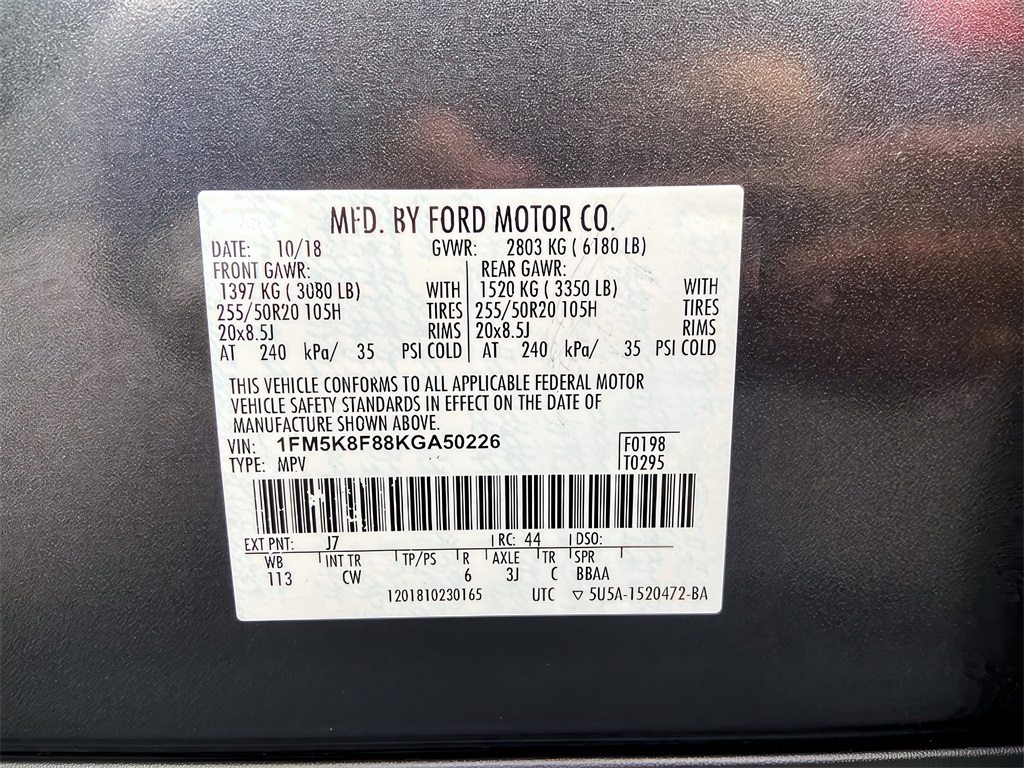 MFD. BY FORD MOTOR CO.
DATE: 10/18 GVWR: 2803 KG ( 6180 LB)
FRONT GAWR: REAR GAWR:
1397 KG ( 3080 LB) WITH 1520 KG ( 3350 LB) WITH
255/50R20 105H TIRES 255/50R20 105H TIRES
20x8.5J RIMS 20x8.5J RIMS
AT 240 kPa/ 35 PSI COLD AT 240 kPa/ 35 PSI COLD
THIS VEHICLE CONFORMS TO ALL APPLICABLE FEDERAL MOTOR
VEHICLE SAFETY STANDARDS IN EFFECT ON THE DATE OF
MANUFACTURE SHOWN ABOVE.
VIN: 1FM5K8F88KGA50226 F0198
TYPE: MPV T0295
EXT PNT: J7 RC: 44 DSO:
WB INT TR TP/PS R AXLE TR SPR
113 CW 6 3J C BBAA
1201810230165 UTC ▽ 5U5A-1520472-BA